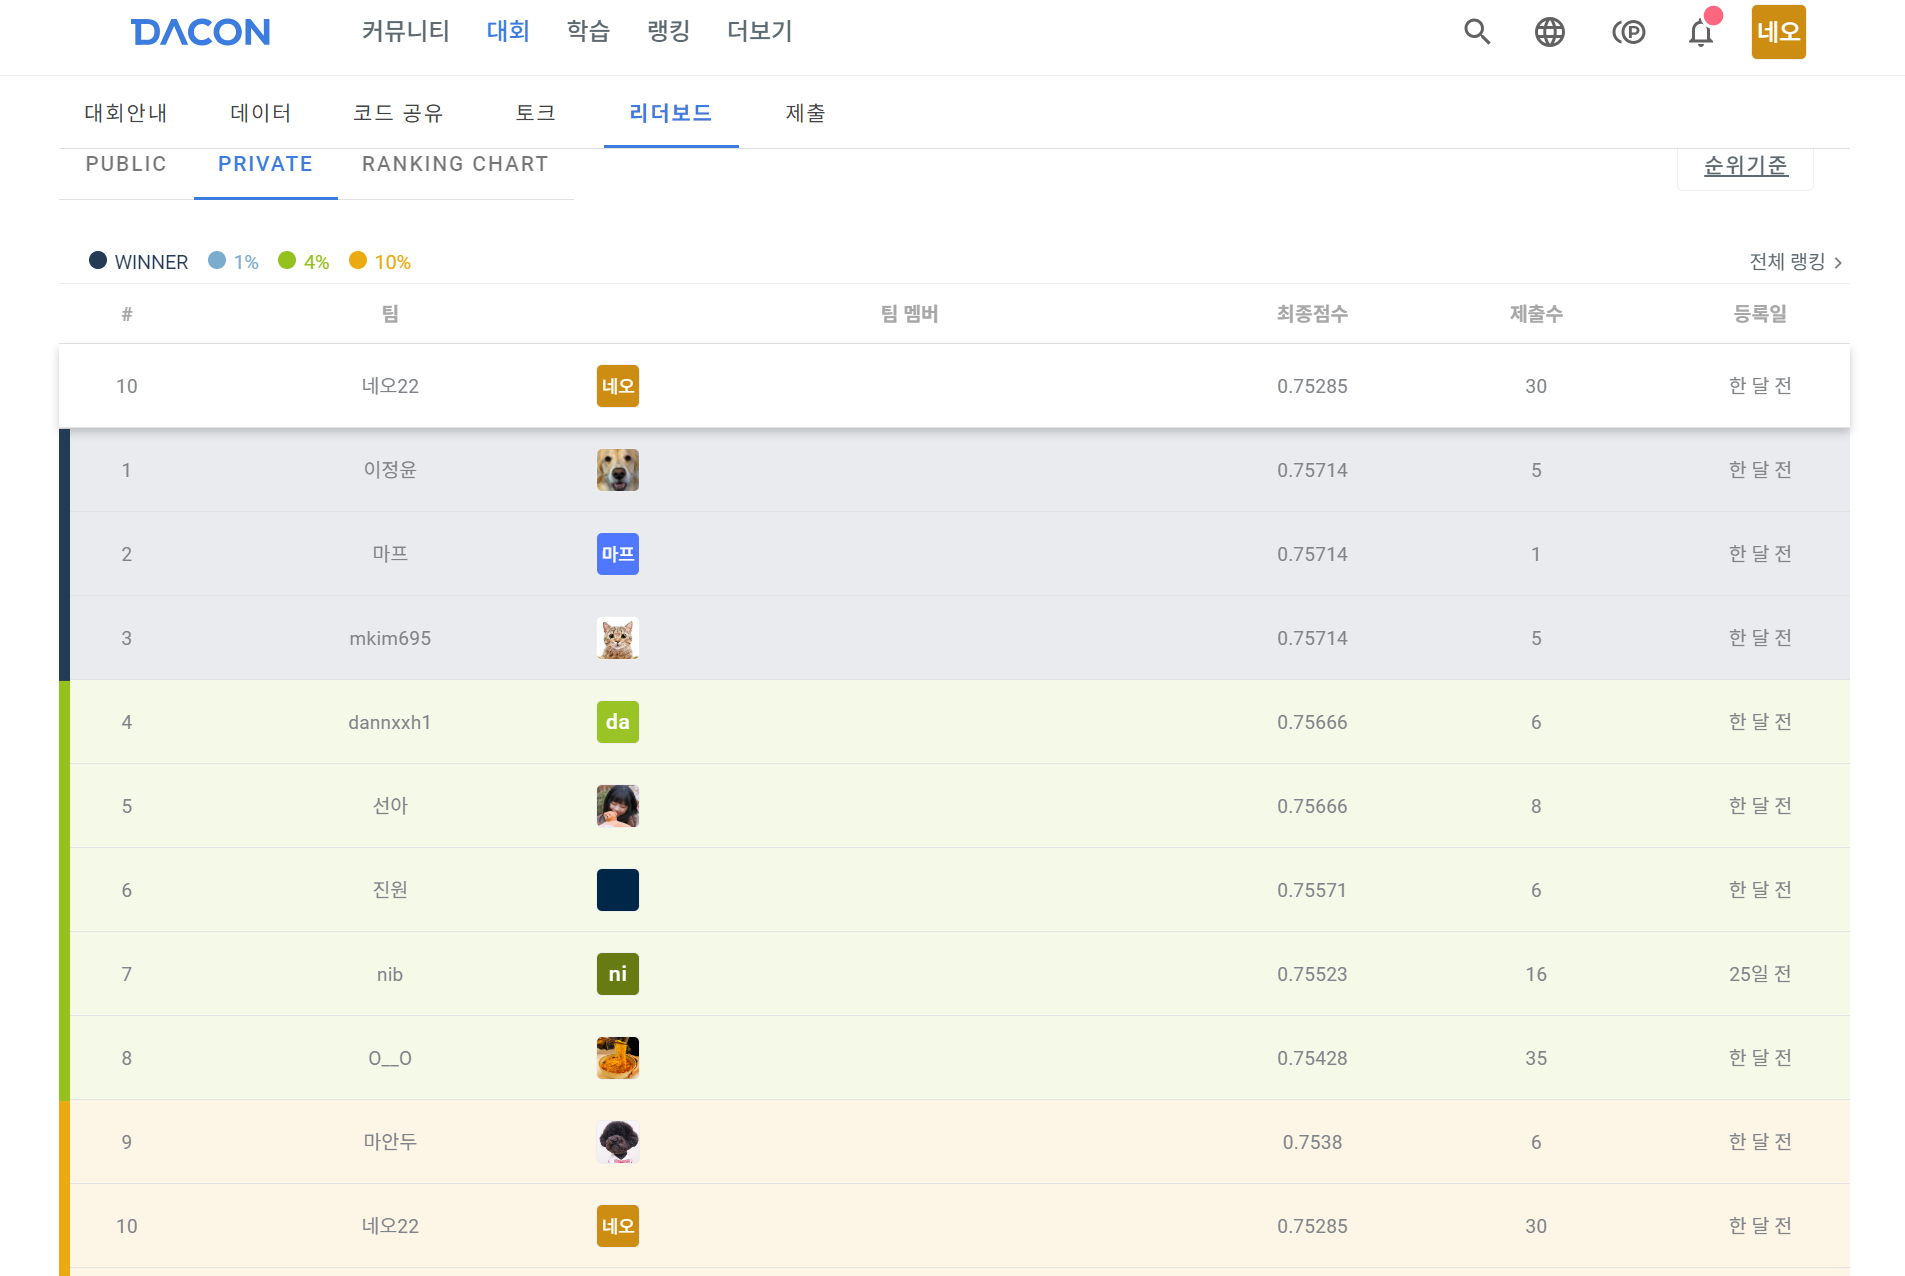 DACON 커뮤니티 대회 학습 랭킹 더보기 네오
대회안내 데이터 코드 공유 토크 리더보드 제출
PUBLIC PRIVATE RANKING CHART 순위기준
WINNER 1% 4% 10% 전체 랭킹
# 팀 팀 멤버 최종점수 제출수 등록일
10 네오22 네오 0.75285 30 한 달 전
1 이정윤 0.75714 5 한 달 전
2 마프 마프 0.75714 1 한 달 전
3 mkim695 0.75714 5 한 달 전
4 dannxxh1 da 0.75666 6 한 달 전
5 선아 0.75666 8 한 달 전
6 진원 0.75571 6 한 달 전
7 nib ni 0.75523 16 25일 전
8 O__O 0.75428 35 한 달 전
9 마안두 0.7538 6 한 달 전
10 네오22 네오 0.75285 30 한 달 전